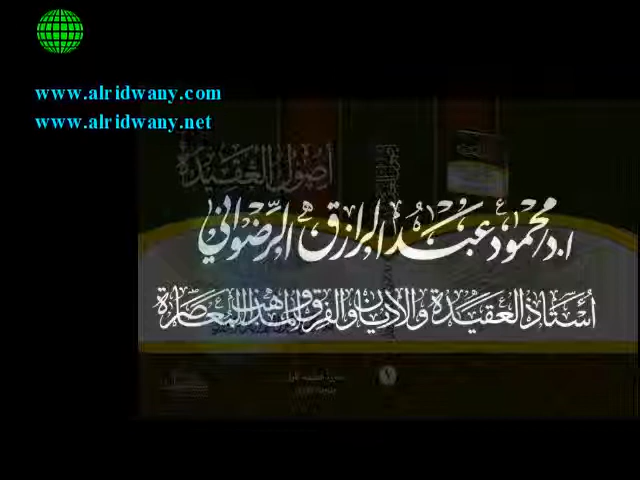 www.alridwany.com
www.alridwany.net
أصول العقيدة
ا.د/محمود عبد الرازق الرضواني
أستاذ العقيدة والأديان والفرق والمذاهب المعاصرة